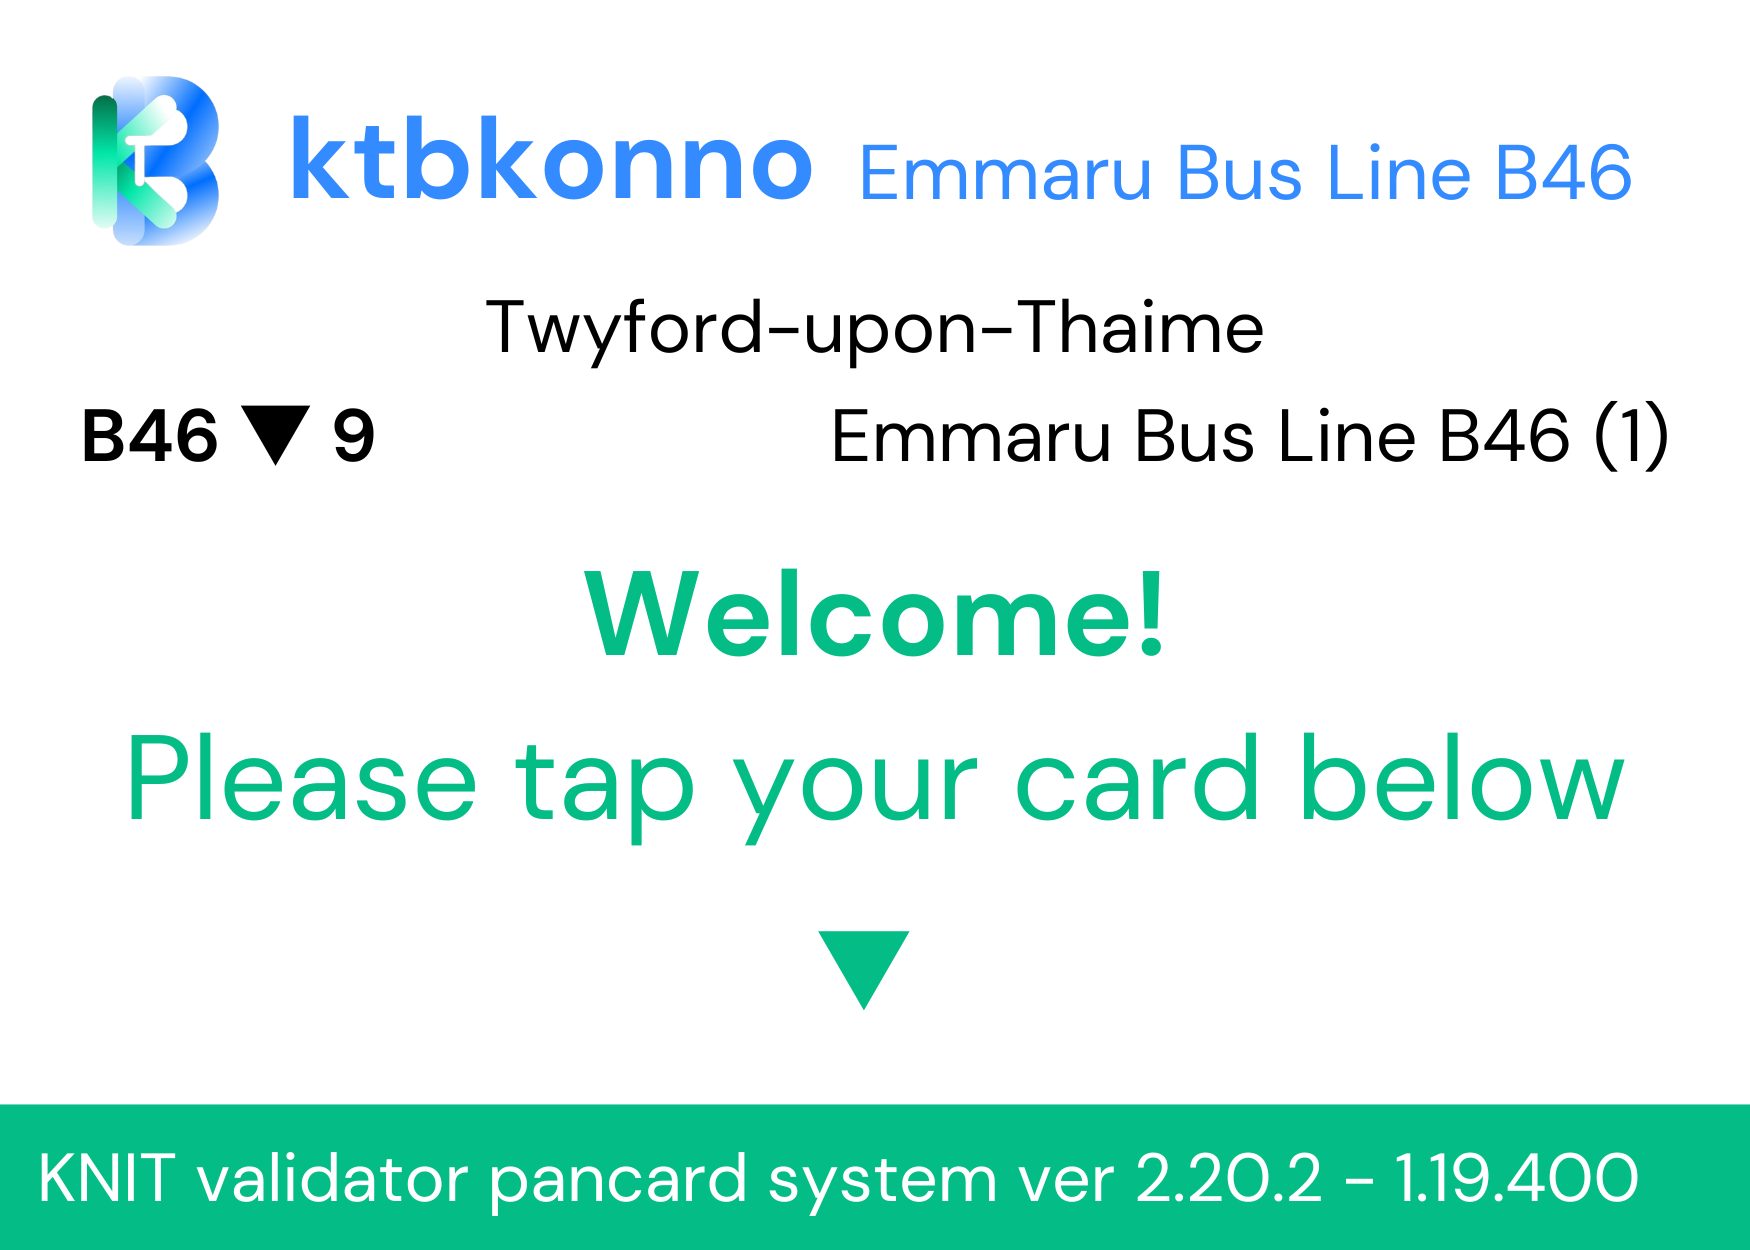 ktbkonno Emmaru Bus Line B46
Twyford-upon-Thaime
B46 ▼ 9 Emmaru Bus Line B46 (1)
Welcome!
Please tap your card below
▼
KNIT validator pancard system ver 2.20.2 - 1.19.400